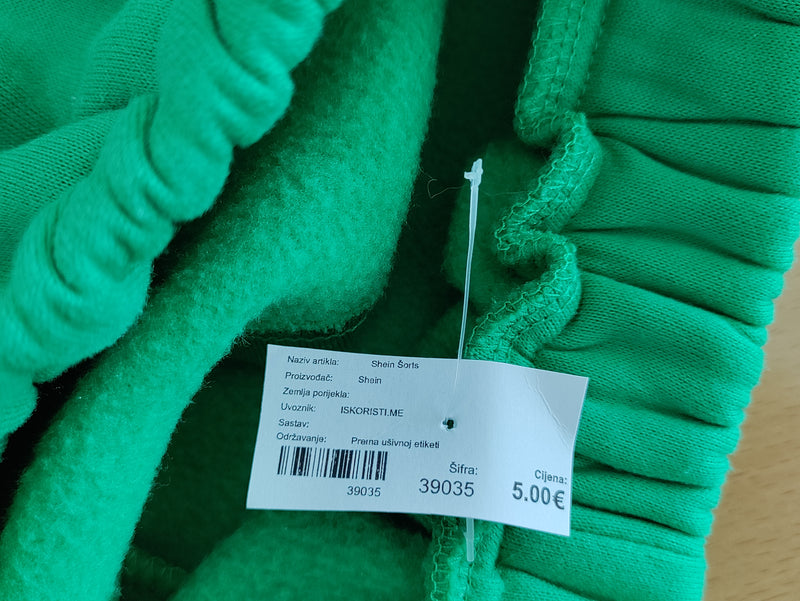 Naziv artikla: Shein Šorts
Proizvođač: Shein
Zemlja porijekla:
Uvoznik: ISKORISTI.ME
Sastav:
Održavanje: Prema ušivnoj etiketi
39035
Šifra:
39035
Cijena:
5.00€